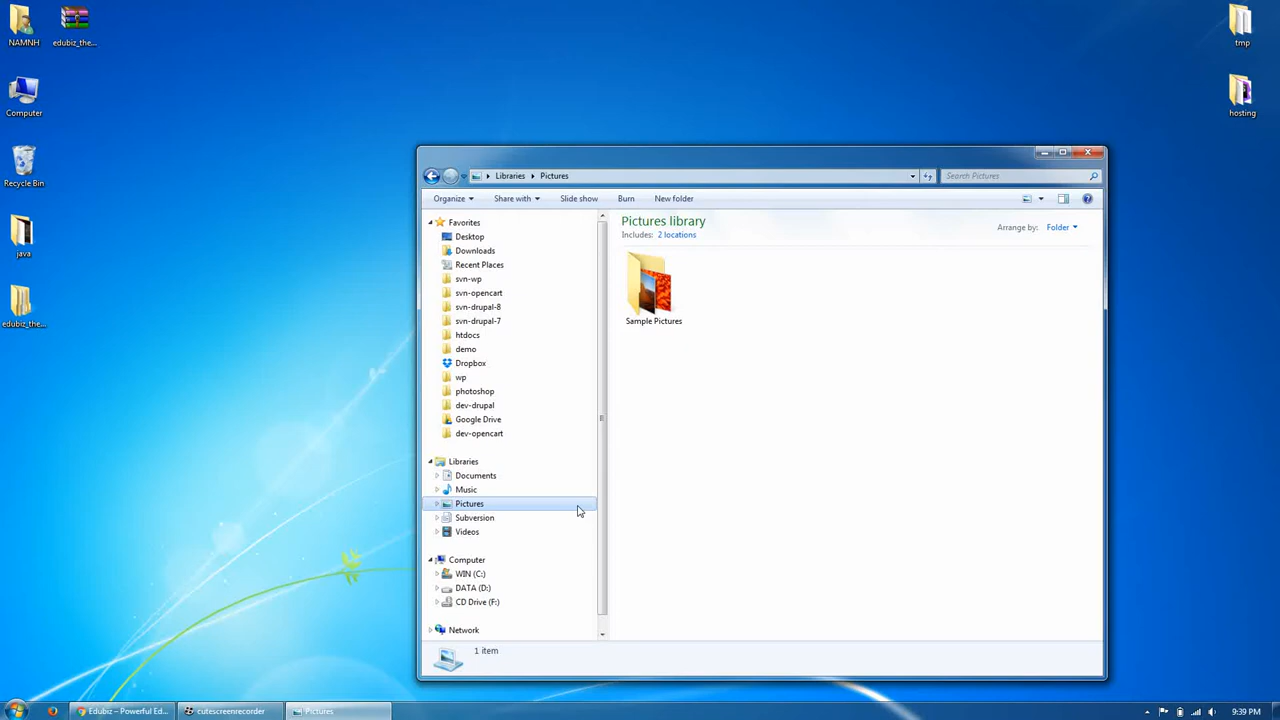 NAMNH
edubiz_the...
tmp
Computer
hosting
Recycle Bin
java
edubiz_the...
Libraries
Pictures
Search Pictures
Organize
Share with
Slide show
Burn
New folder
Favorites
Desktop
Downloads
Recent Places
svn-wp
svn-opencart
svn-drupal-8
svn-drupal-7
htdocs
demo
Dropbox
wp
photoshop
dev-drupal
Google Drive
dev-opencart
Libraries
Documents
Music
Pictures
Subversion
Videos
Computer
WIN (C:)
DATA (D:)
CD Drive (F:)
Network
Pictures library
Includes: 2 locations
Arrange by: Folder
Sample Pictures
1 item
Edubiz – Powerful Ed...
cutescreenrecorder
Pictures
9:39 PM